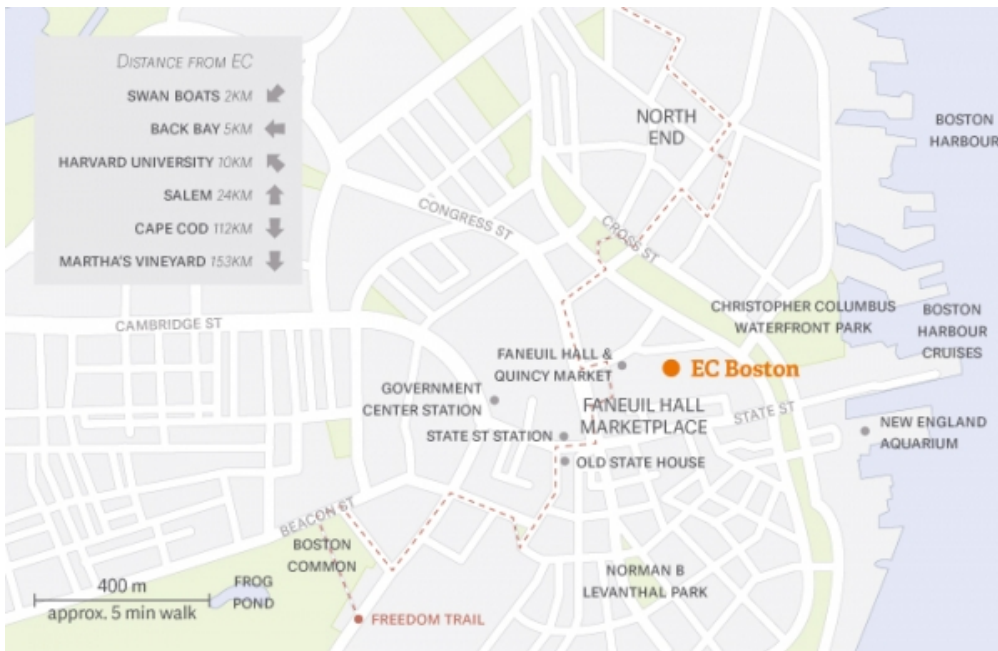 DISTANCE FROM EC
SWAN BOATS 2KM
BACK BAY 5KM
HARVARD UNIVERSITY 10KM
SALEM 24KM
CAPE COD 112KM
MARTHA'S VINEYARD 153KM
NORTH
END
BOSTON
HARBOUR
CONGRESS ST
CROSS ST
CHRISTOPHER COLUMBUS
WATERFRONT PARK
BOSTON
HARBOUR
CRUISES
CAMBRIDGE ST
FANEUIL HALL &
QUINCY MARKET
EC Boston
GOVERNMENT
CENTER STATION
FANEUIL HALL
MARKETPLACE
STATE ST
STATE ST STATION
NEW ENGLAND
AQUARIUM
OLD STATE HOUSE
BEACON ST
BOSTON
COMMON
FROG
POND
NORMAN B
LEVANTHAL PARK
400 m
approx. 5 min walk
FREEDOM TRAIL